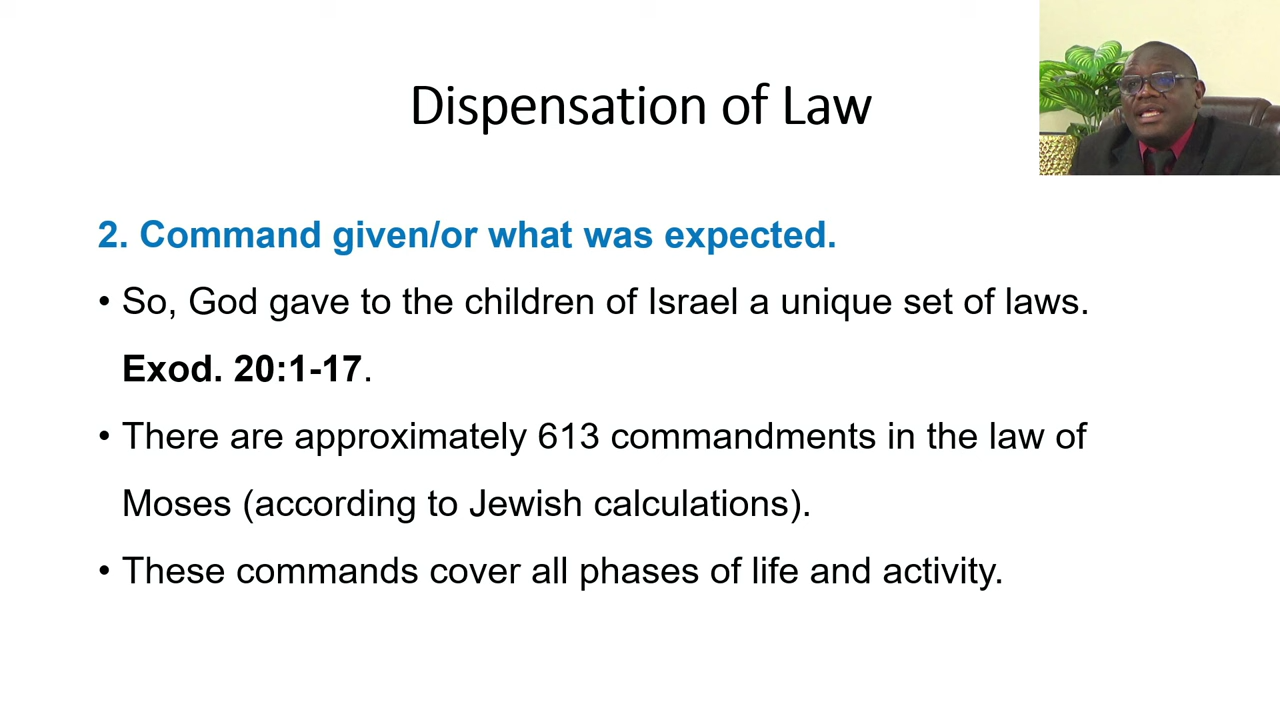 Dispensation of Law
2. Command given/or what was expected.
• So, God gave to the children of Israel a unique set of laws.
Exod. 20:1-17.
• There are approximately 613 commandments in the law of
Moses (according to Jewish calculations).
• These commands cover all phases of life and activity.